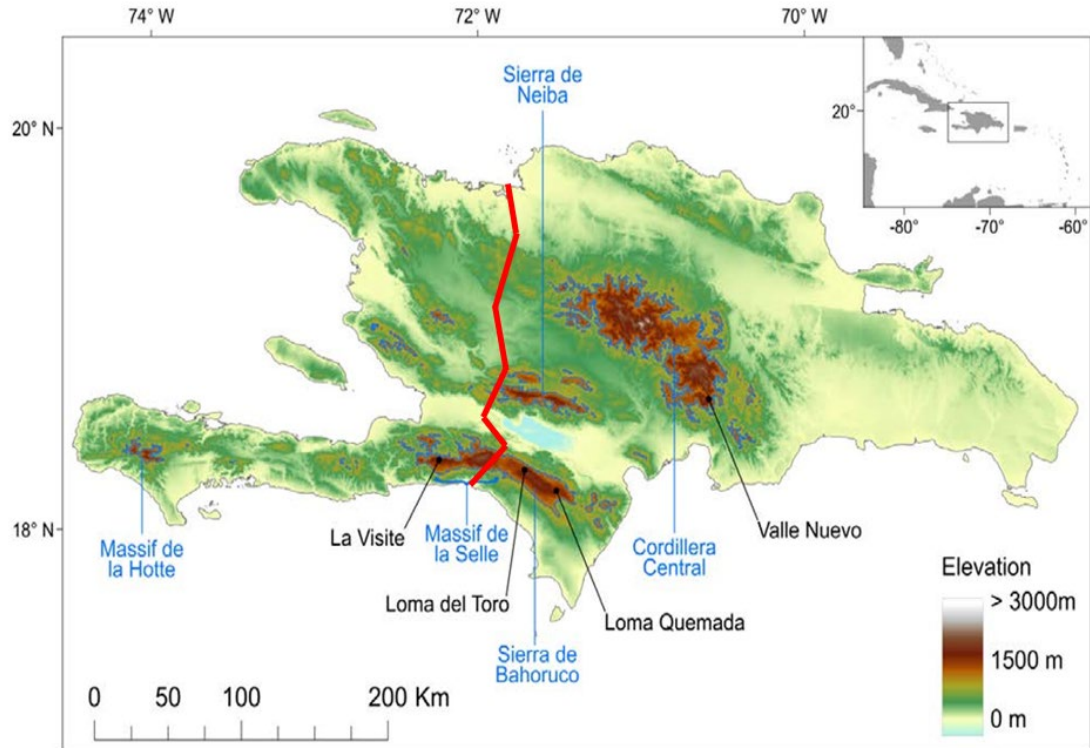 74° W
72° W
70° W
20° N
18° N
Sierra de
Neiba
20°
-80°
-70°
-60°
La Visite
Massif de
la Hotte
Massif de
la Selle
Loma del Toro
Sierra de
Bahoruco
Loma Quemada
Cordillera
Central
Valle Nuevo
Elevation
> 3000m
1500 m
0 m
0 50 100 200 Km